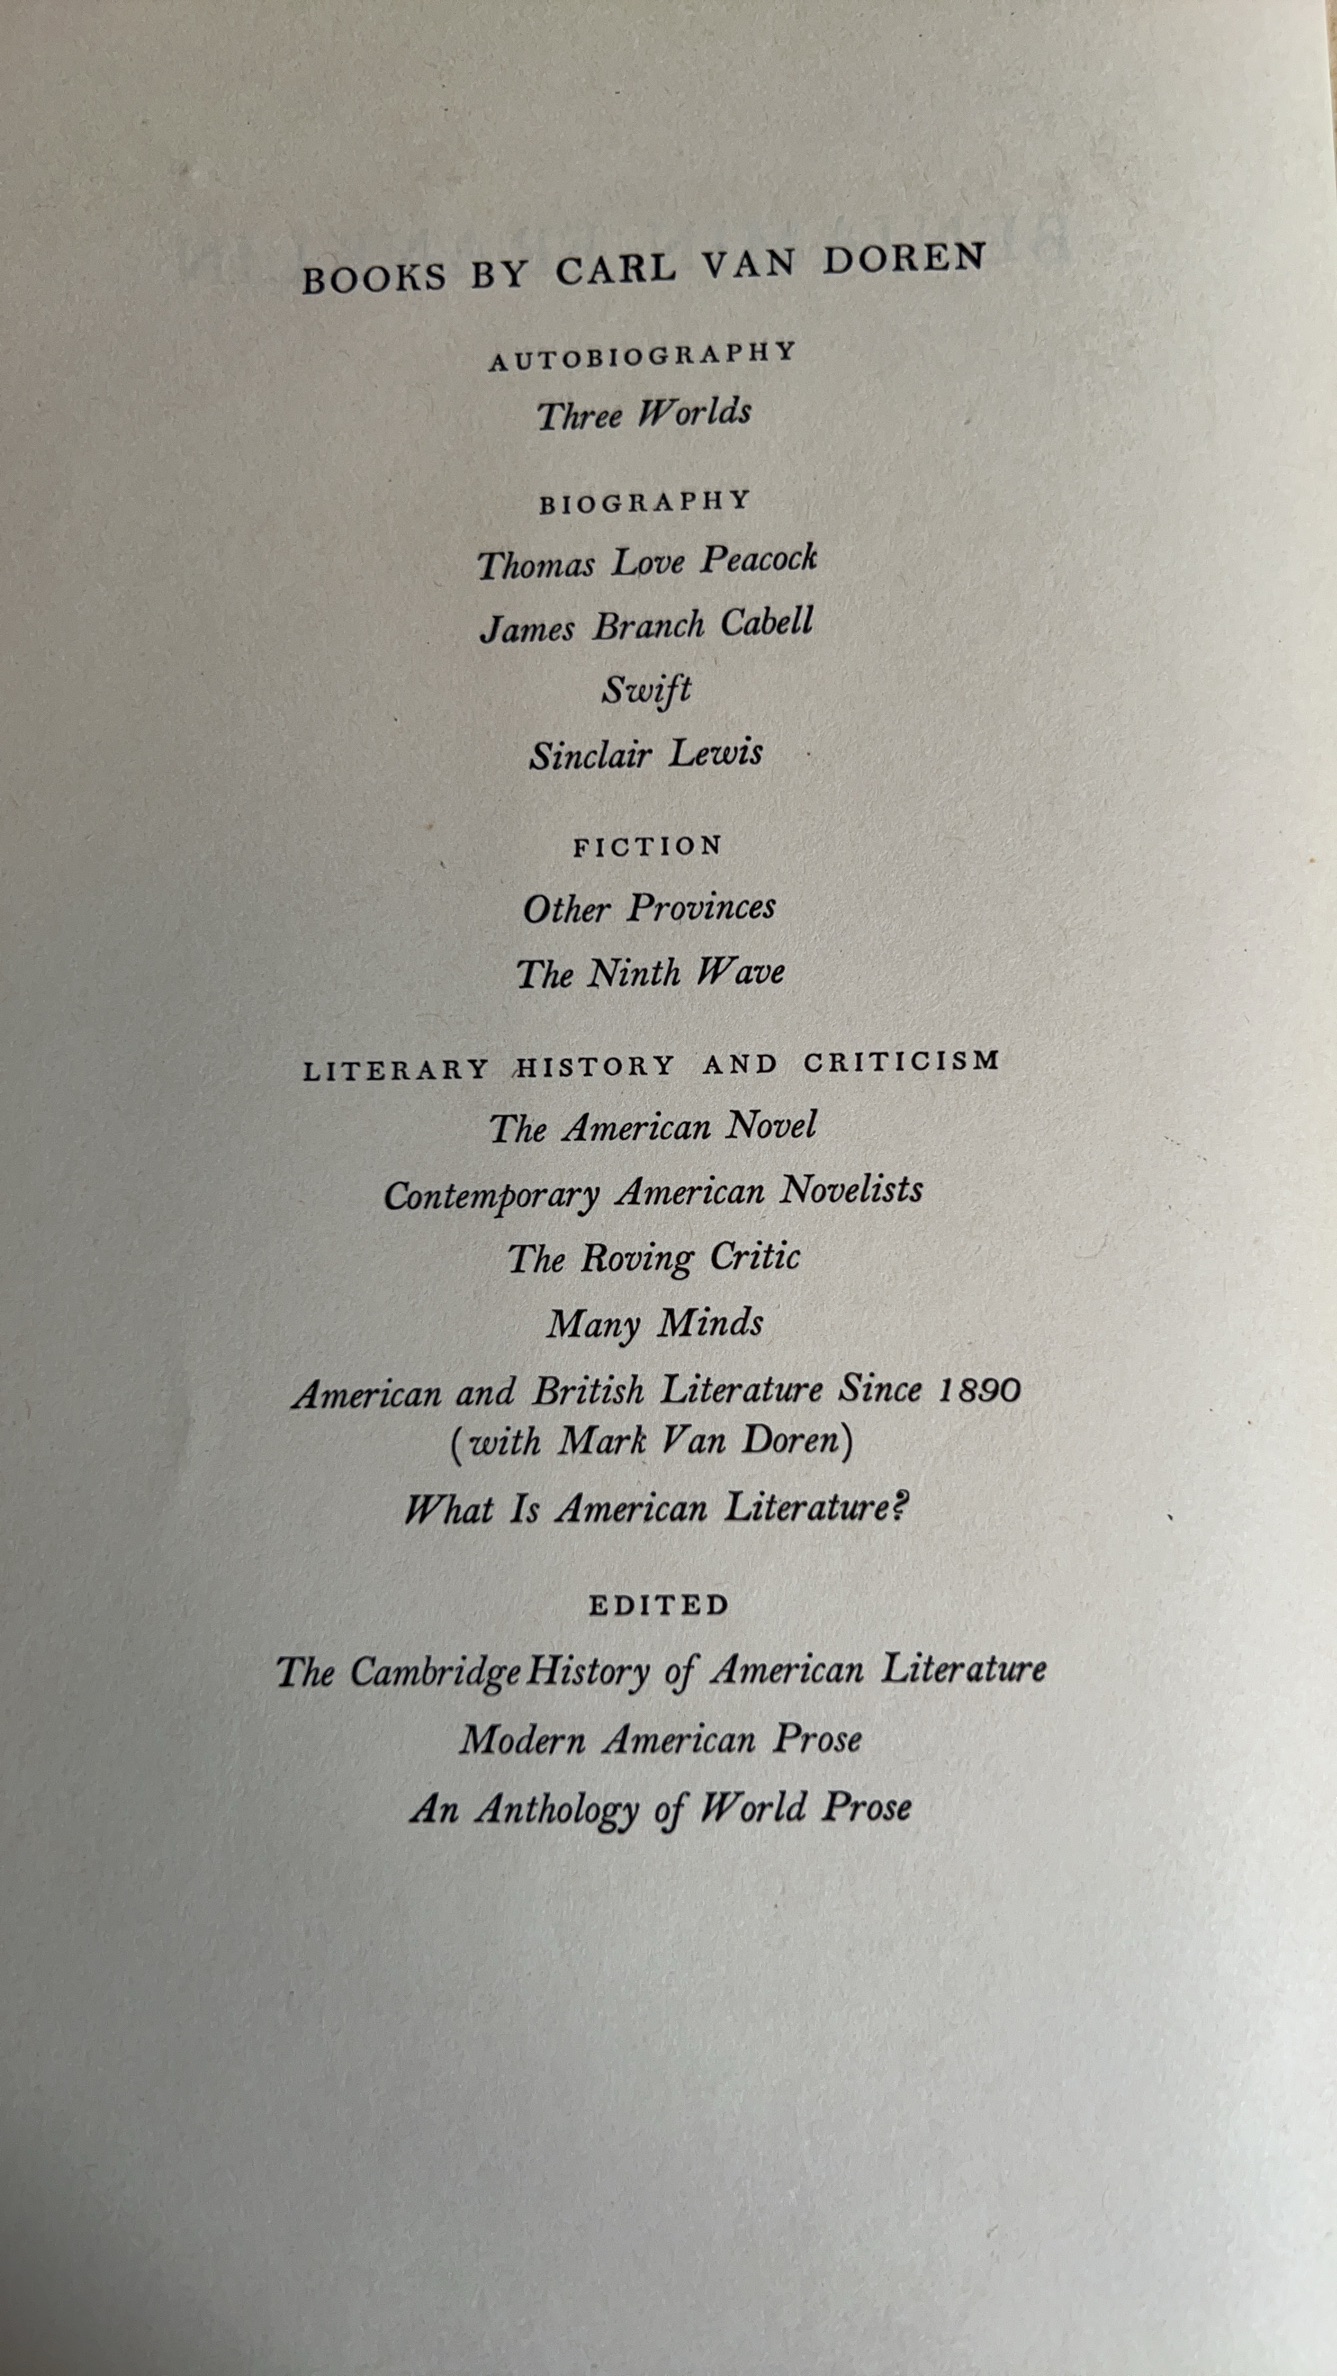 BOOKS BY CARL VAN DOREN
AUTOBIOGRAPHY
Three Worlds
BIOGRAPHY
Thomas Love Peacock
James Branch Cabell
Swift
Sinclair Lewis
FICTION
Other Provinces
The Ninth Wave
LITERARY HISTORY AND CRITICISM
The American Novel
Contemporary American Novelists
The Roving Critic
Many Minds
American and British Literature Since 1890
(with Mark Van Doren)
What Is American Literature?
EDITED
The Cambridge History of American Literature
Modern American Prose
An Anthology of World Prose